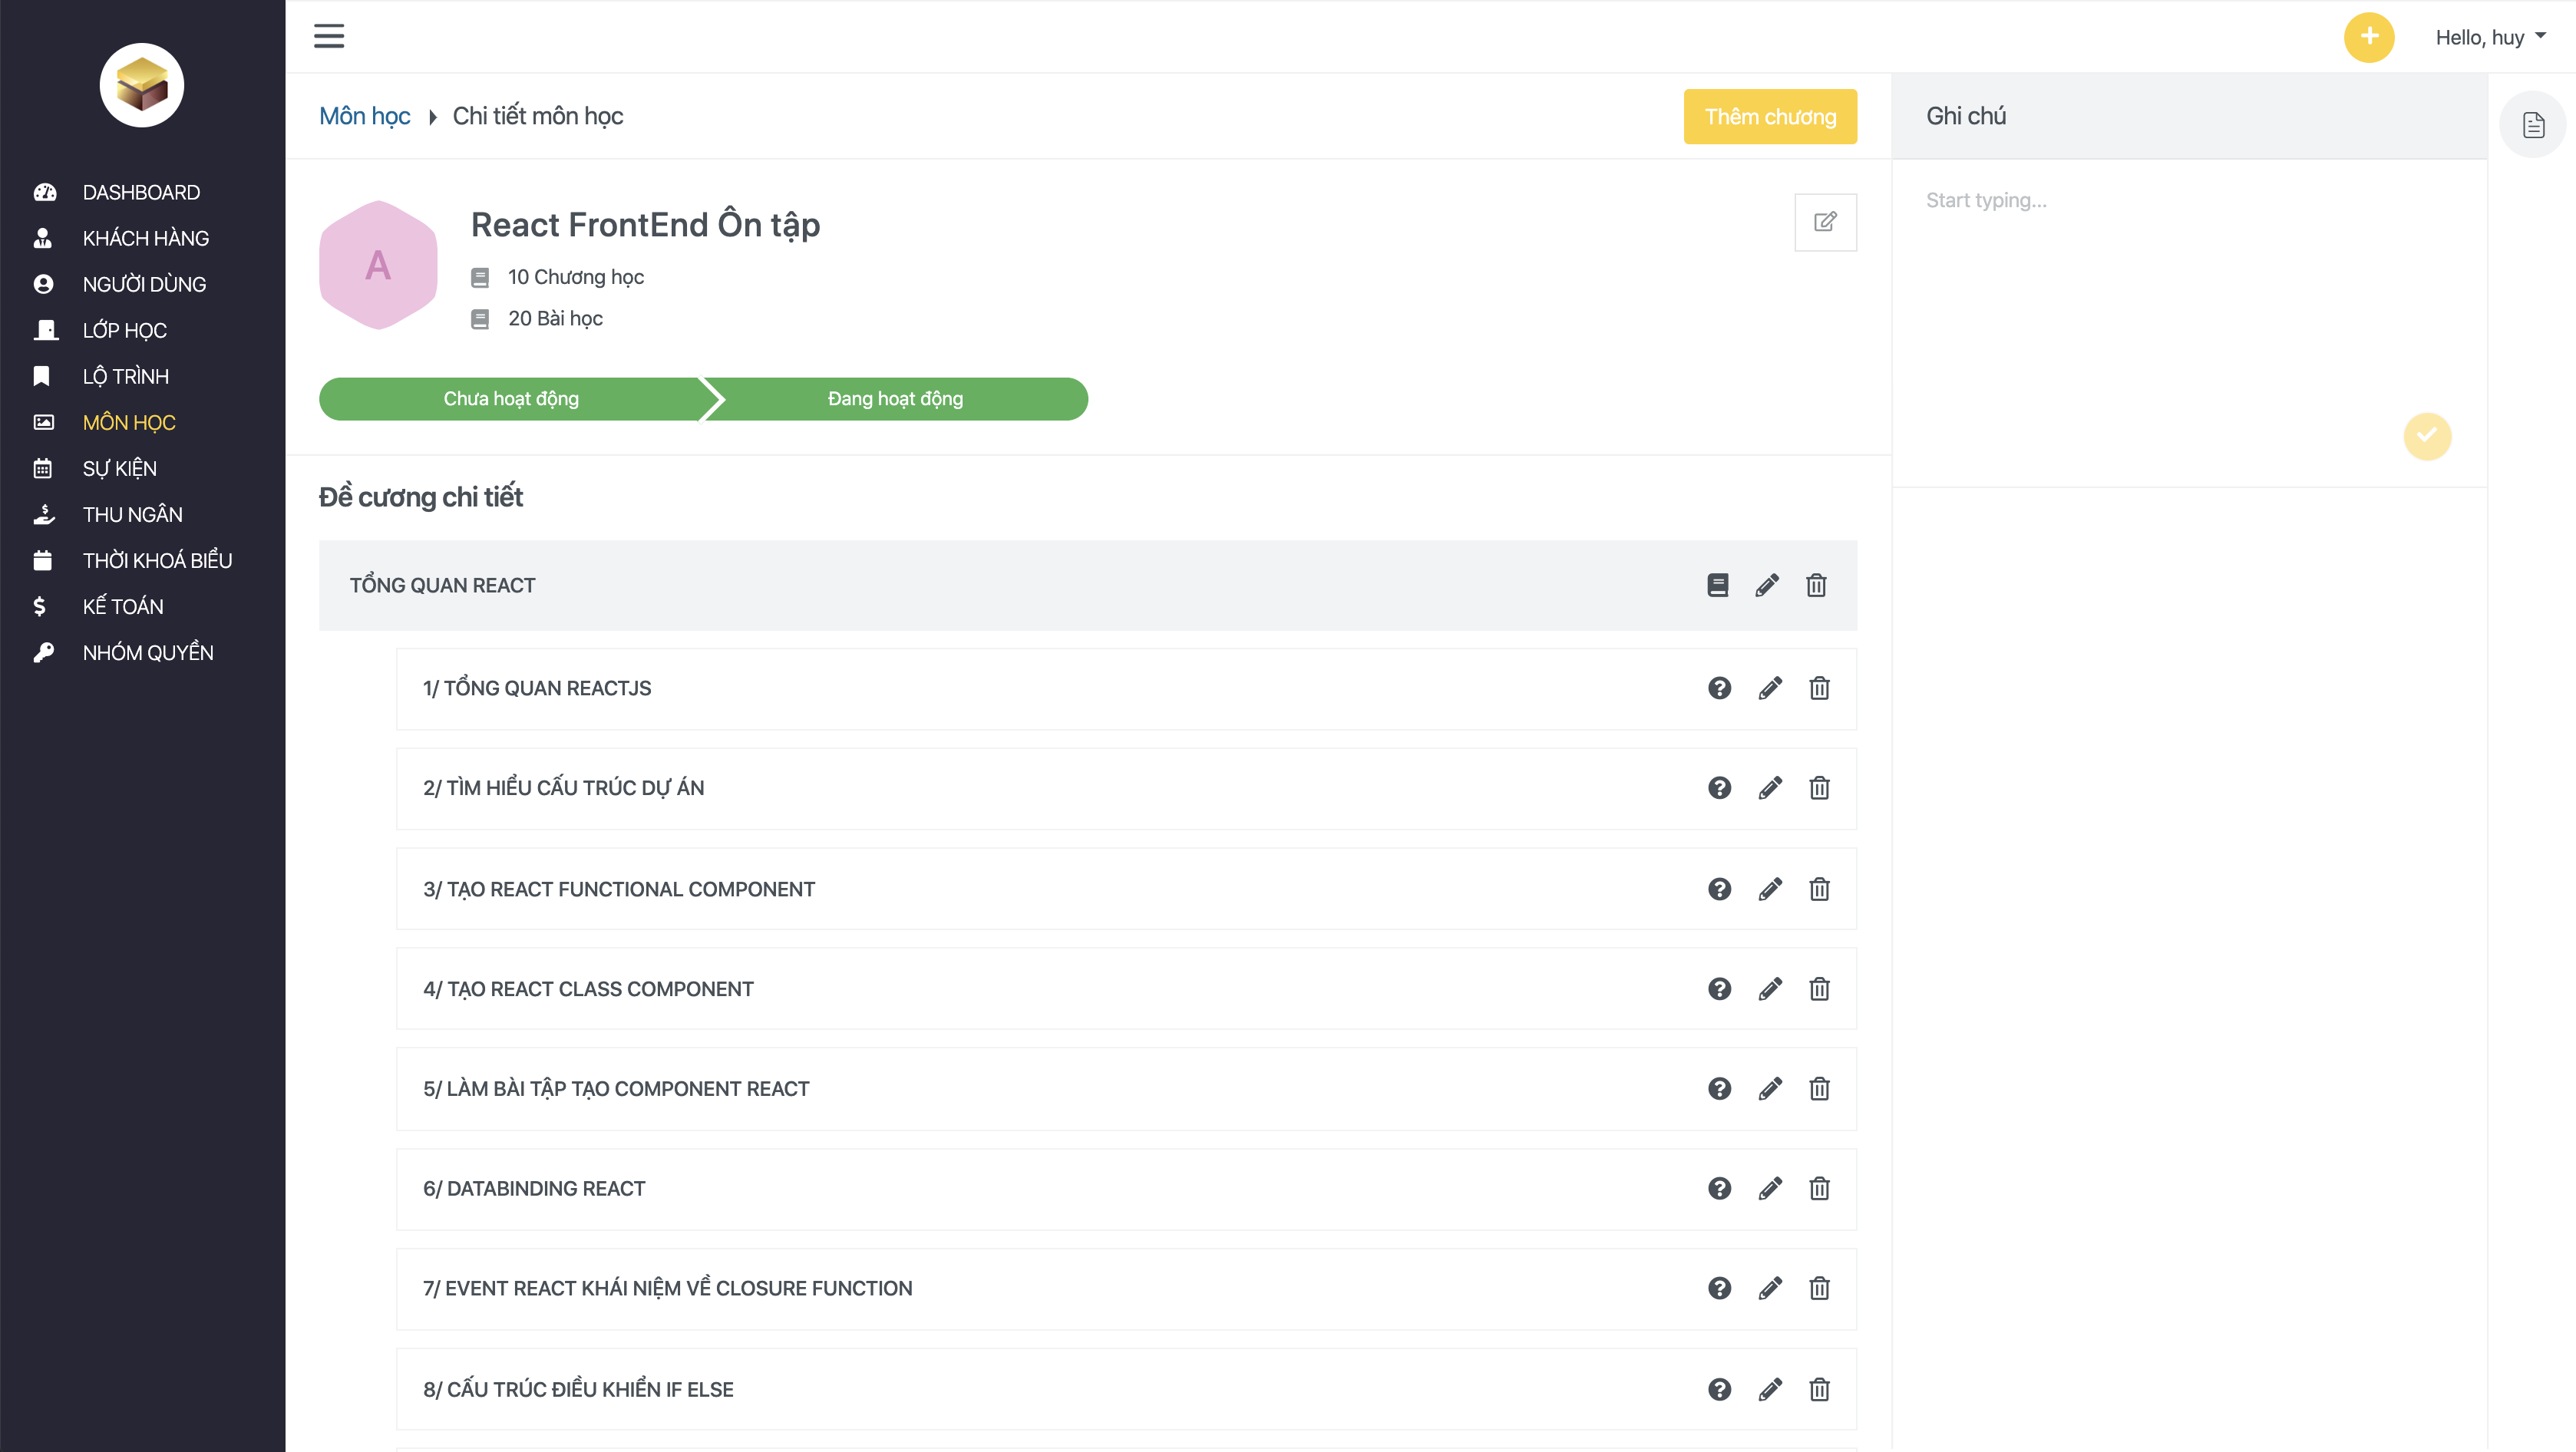 Hello, huy
DASHBOARD
KHÁCH HÀNG
NGƯỜI DÙNG
LỚP HỌC
LỘ TRÌNH
MÔN HỌC
SỰ KIỆN
THU NGÂN
THỜI KHOÁ BIỂU
KẾ TOÁN
NHÓM QUYỀN
Môn học Chi tiết môn học
Thêm chương
A
React FrontEnd Ôn tập
10 Chương học
20 Bài học
Chưa hoạt động
Đang hoạt động
Đề cương chi tiết
TỔNG QUAN REACT
1/ TỔNG QUAN REACTJS
2/ TÌM HIỂU CẤU TRÚC DỰ ÁN
3/ TẠO REACT FUNCTIONAL COMPONENT
4/ TẠO REACT CLASS COMPONENT
5/ LÀM BÀI TẬP TẠO COMPONENT REACT
6/ DATABINDING REACT
7/ EVENT REACT KHÁI NIỆM VỀ CLOSURE FUNCTION
8/ CẤU TRÚC ĐIỀU KHIỂN IF ELSE
Ghi chú
Start typing...